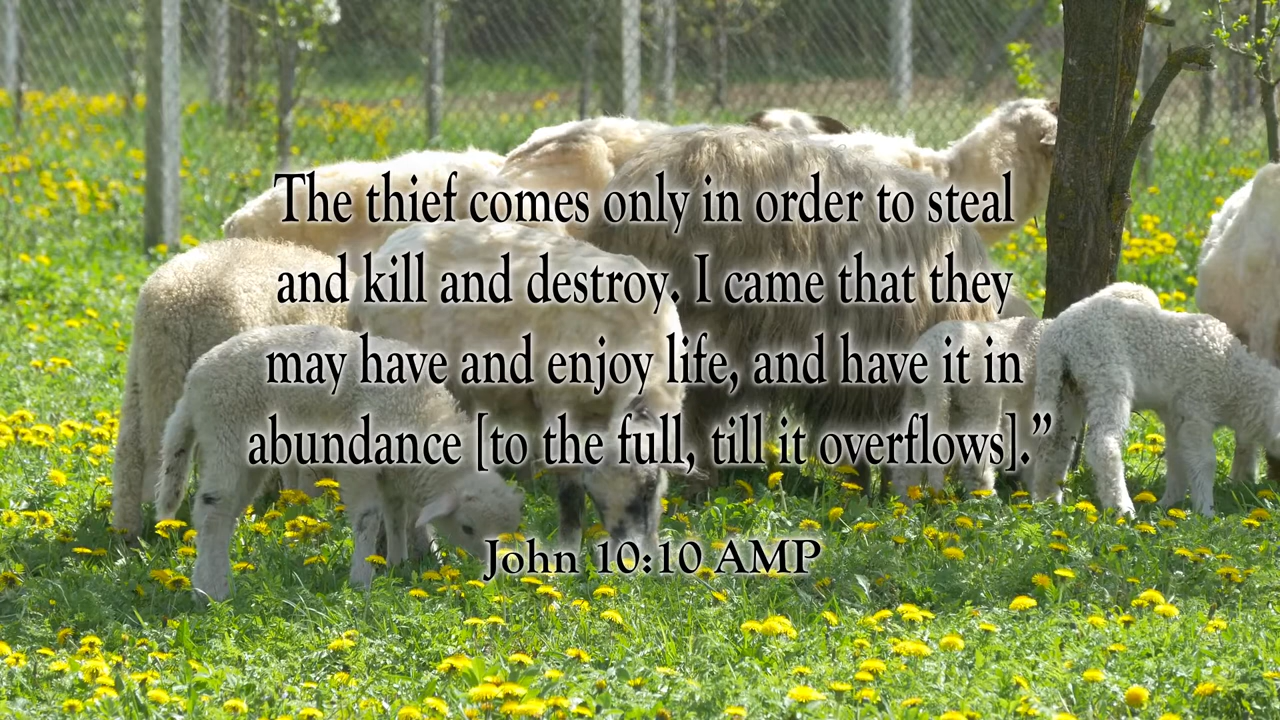 The thief comes only in order to steal
and kill and destroy. I came that they
may have and enjoy life, and have it in
abundance [to the full, till it overflows].”
John 10:10 AMP